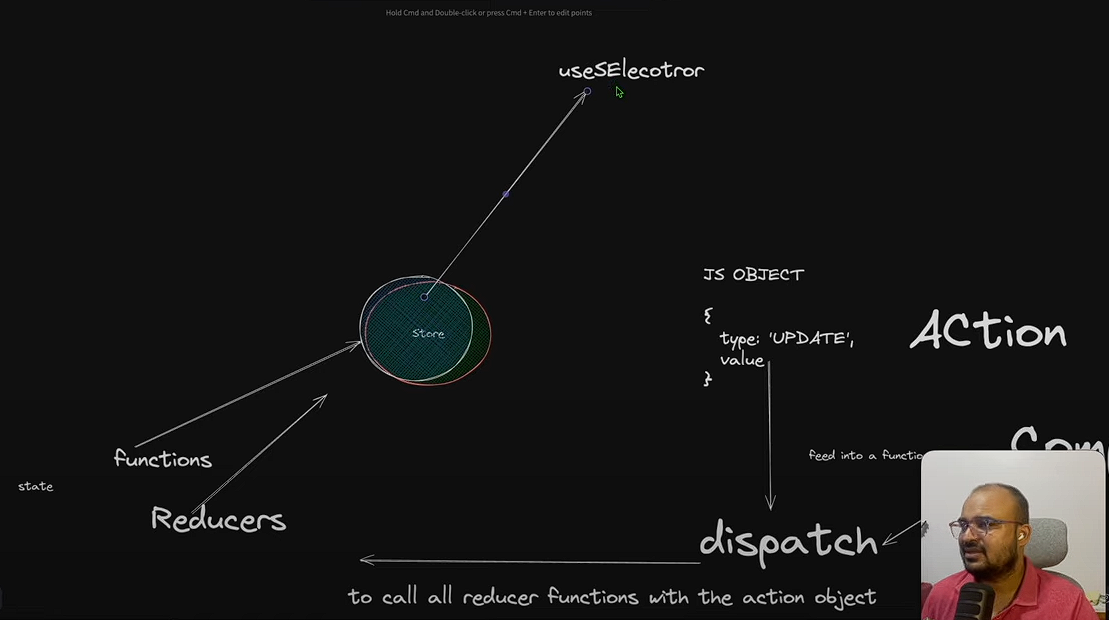 Hold Cmd and Double-click or press Cmd + Enter to edit points
useSElecotror
JS OBJECT
{
type: 'UPDATE',
value
}
ACtion
Store
functions
state
Reducers
feed into a
dispatch
to call all reducer functions with the action object